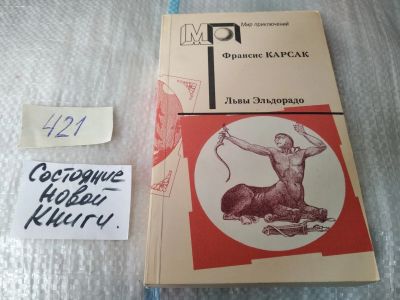 МП
Мир приключений
Франсис КАРСАК
Львы Эльдорадо
421
Состояние
новой
Книги.